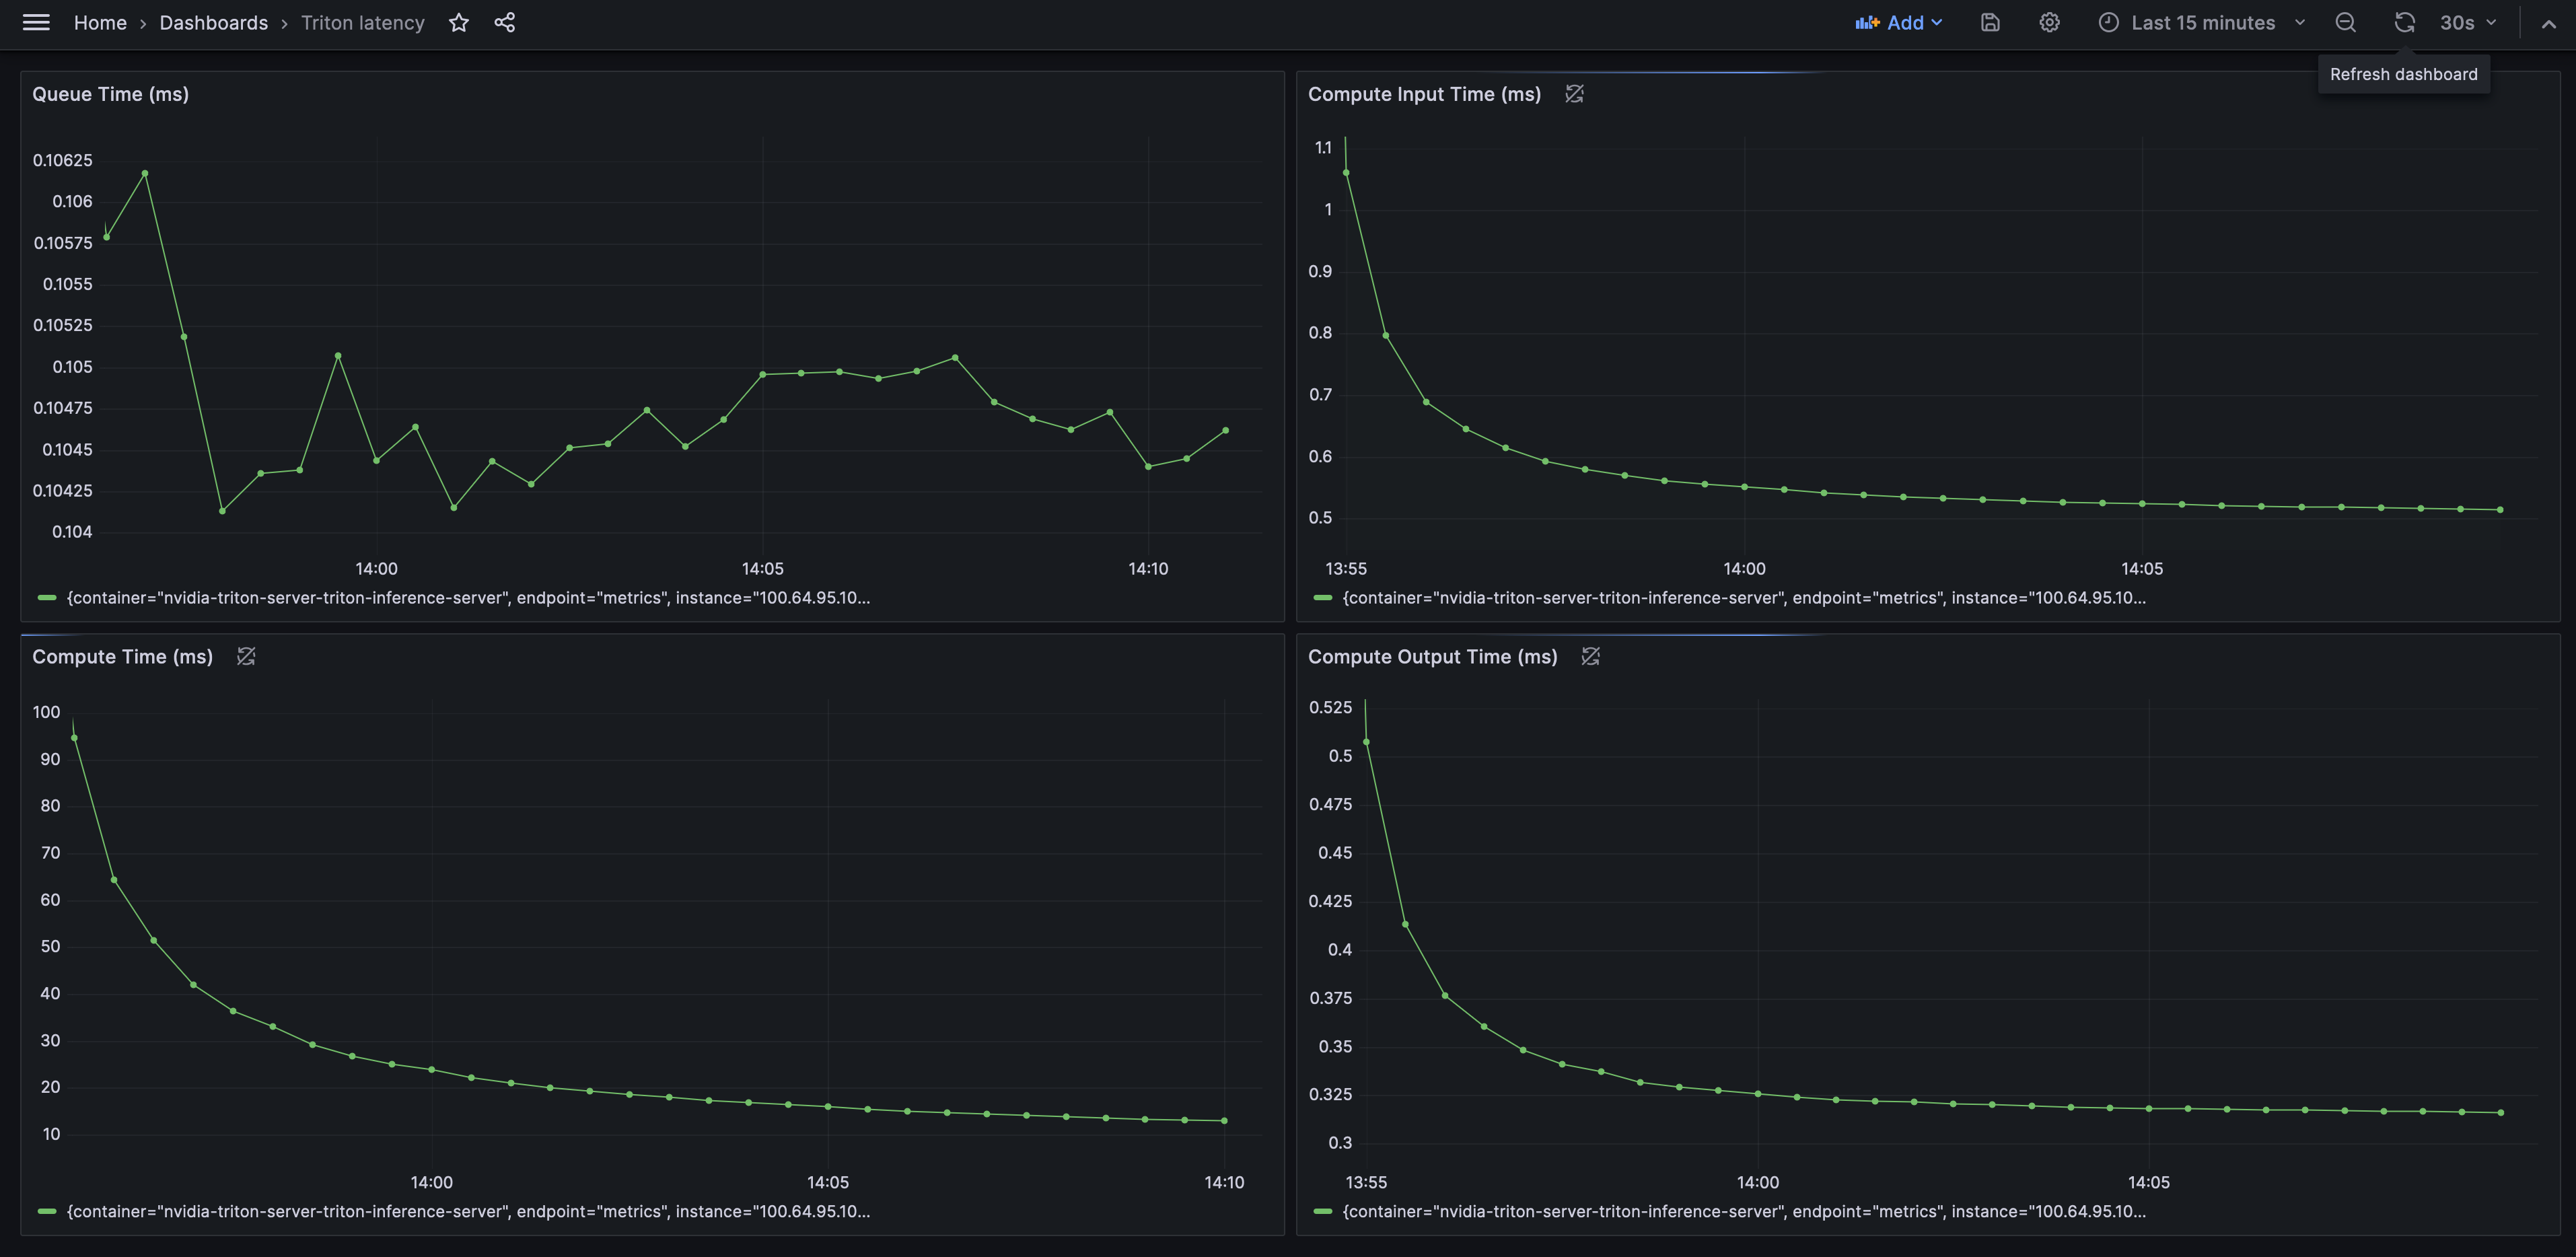 Home › Dashboards › Triton latency
Add
Last 15 minutes
30s
Refresh dashboard
Queue Time (ms)
0.10625
0.106
0.10575
0.1055
0.10525
0.105
0.10475
0.1045
0.10425
0.104
14:00 14:05 14:10
{container="nvidia-triton-server-triton-inference-server", endpoint="metrics", instance="100.64.95.10...
Compute Input Time (ms)
1.1
1
0.9
0.8
0.7
0.6
0.5
13:55 14:00 14:05
{container="nvidia-triton-server-triton-inference-server", endpoint="metrics", instance="100.64.95.10...
Compute Time (ms)
100
90
80
70
60
50
40
30
20
10
14:00 14:05 14:10
{container="nvidia-triton-server-triton-inference-server", endpoint="metrics", instance="100.64.95.10...
Compute Output Time (ms)
0.525
0.5
0.475
0.45
0.425
0.4
0.375
0.35
0.325
0.3
13:55 14:00 14:05
{container="nvidia-triton-server-triton-inference-server", endpoint="metrics", instance="100.64.95.10...